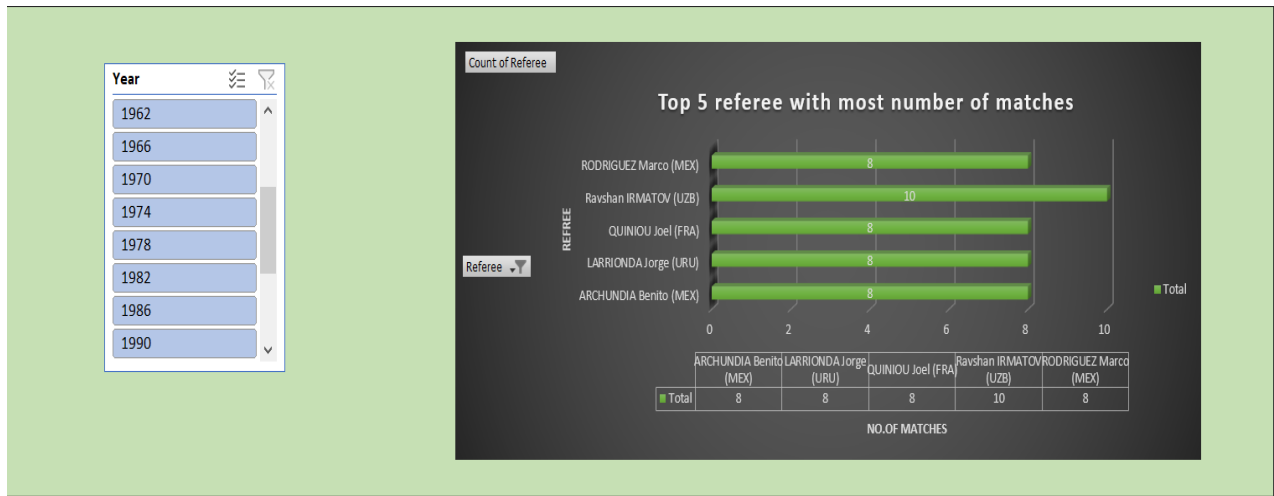 Year
1962
1966
1970
1974
1978
1982
1986
1990
Count of Referee
Top 5 referee with most number of matches
REFREE
RODRIGUEZ Marco (MEX)
8
Ravshan IRMATOV (UZB)
10
QUINIOU Joel (FRA)
8
LARRIONDA Jorge (URU)
8
ARCHUNDIA Benito (MEX)
8
Referee
Total
0 2 4 6 8 10
ARCHUNDIA Benito LARRIONDA Jorge QUINIOU Joel (FRA) Ravshan IRMATOV RODRIGUEZ Marco
(MEX) (URU) (UZB) (MEX)
Total 8 8 8 10 8
NO.OF MATCHES